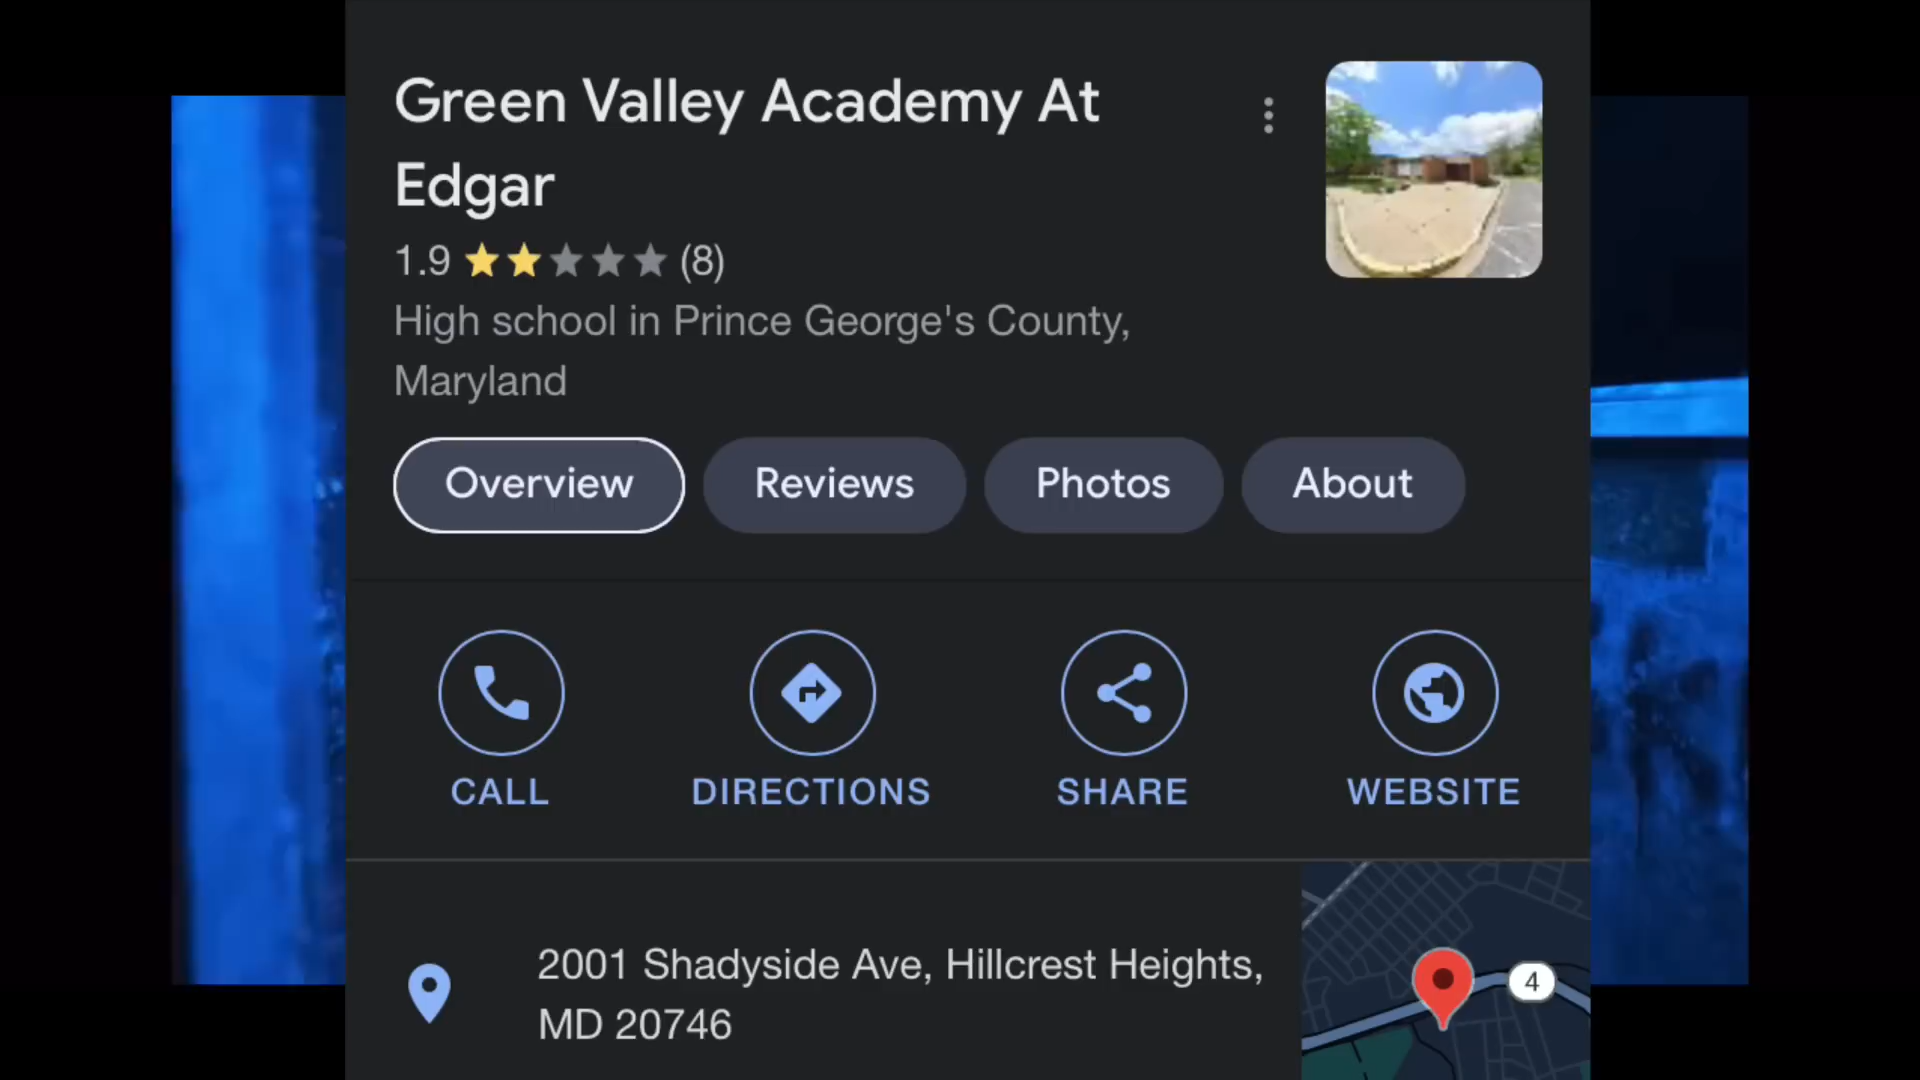 Green Valley Academy At
Edgar
1.9 ★★★★★ (8)
High school in Prince George's County,
Maryland
Overview Reviews Photos About
CALL DIRECTIONS SHARE WEBSITE
2001 Shadyside Ave, Hillcrest Heights,
MD 20746
4